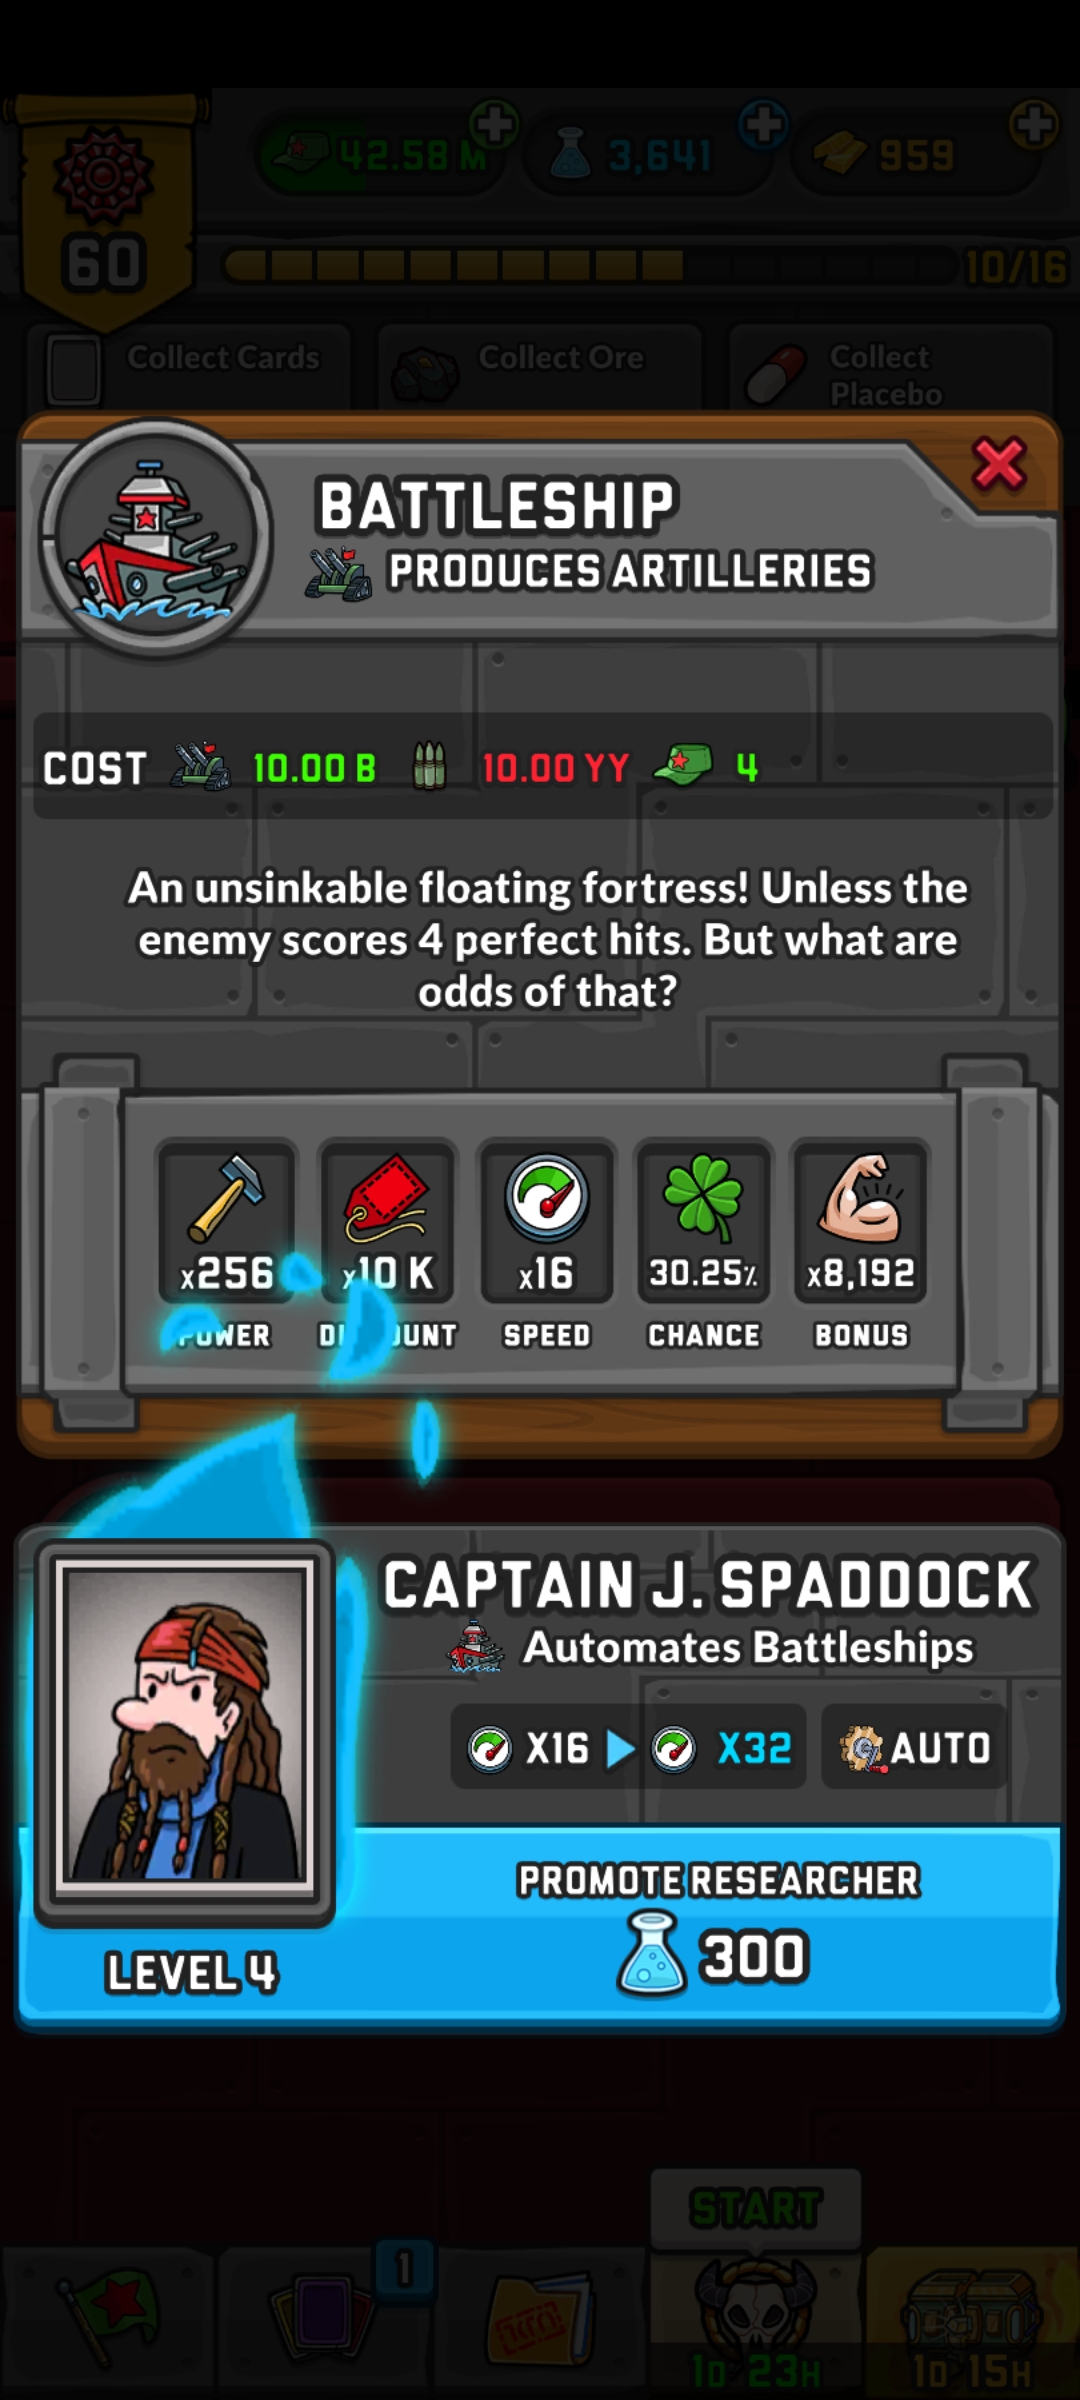 42.58 M
3,641
959
60
10/16
Collect Cards
Collect Ore
Collect
Placebo
BATTLESHIP
PRODUCES ARTILLERIES
COST 10.00 B 10.00 YY 4
An unsinkable floating fortress! Unless the
enemy scores 4 perfect hits. But what are
odds of that?
x256 x10 K x16 30.25% x8,192
POWER DISCOUNT SPEED CHANCE BONUS
CAPTAIN J. SPADDOCK
Automates Battleships
X16 X32 AUTO
PROMOTE RESEARCHER
300
LEVEL 4
START
1
1D 23H
1D 15H